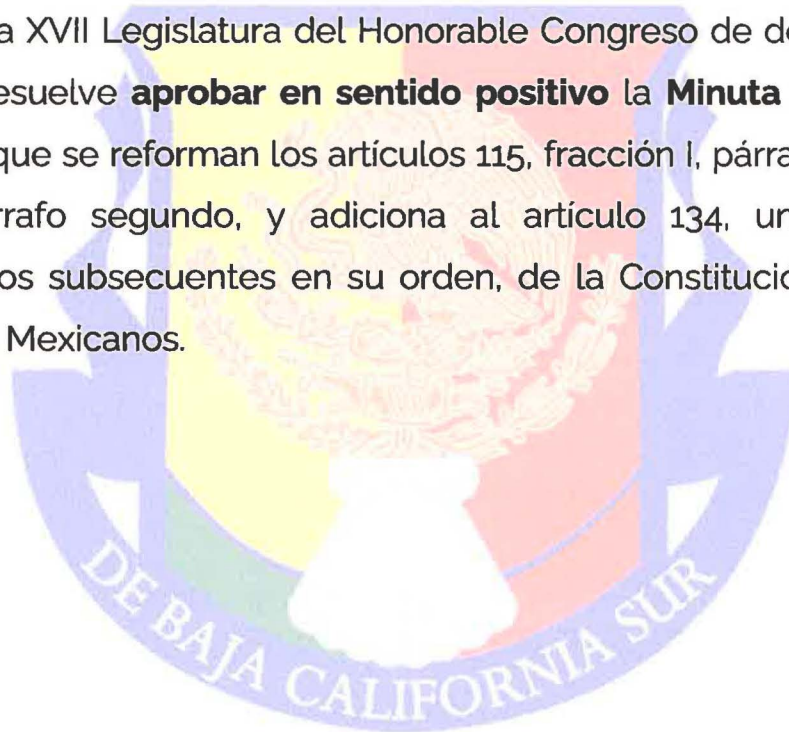 a XVII Legislatura del Honorable Congreso de de
esuelve aprobar en sentido positivo la Minuta
que se reforman los artículos 115, fracción I, párra
rrafo segundo, y adiciona al artículo 134, un
os subsecuentes en su orden, de la Constitució
Mexicanos.
DE BAJA CALIFORNIA SUR